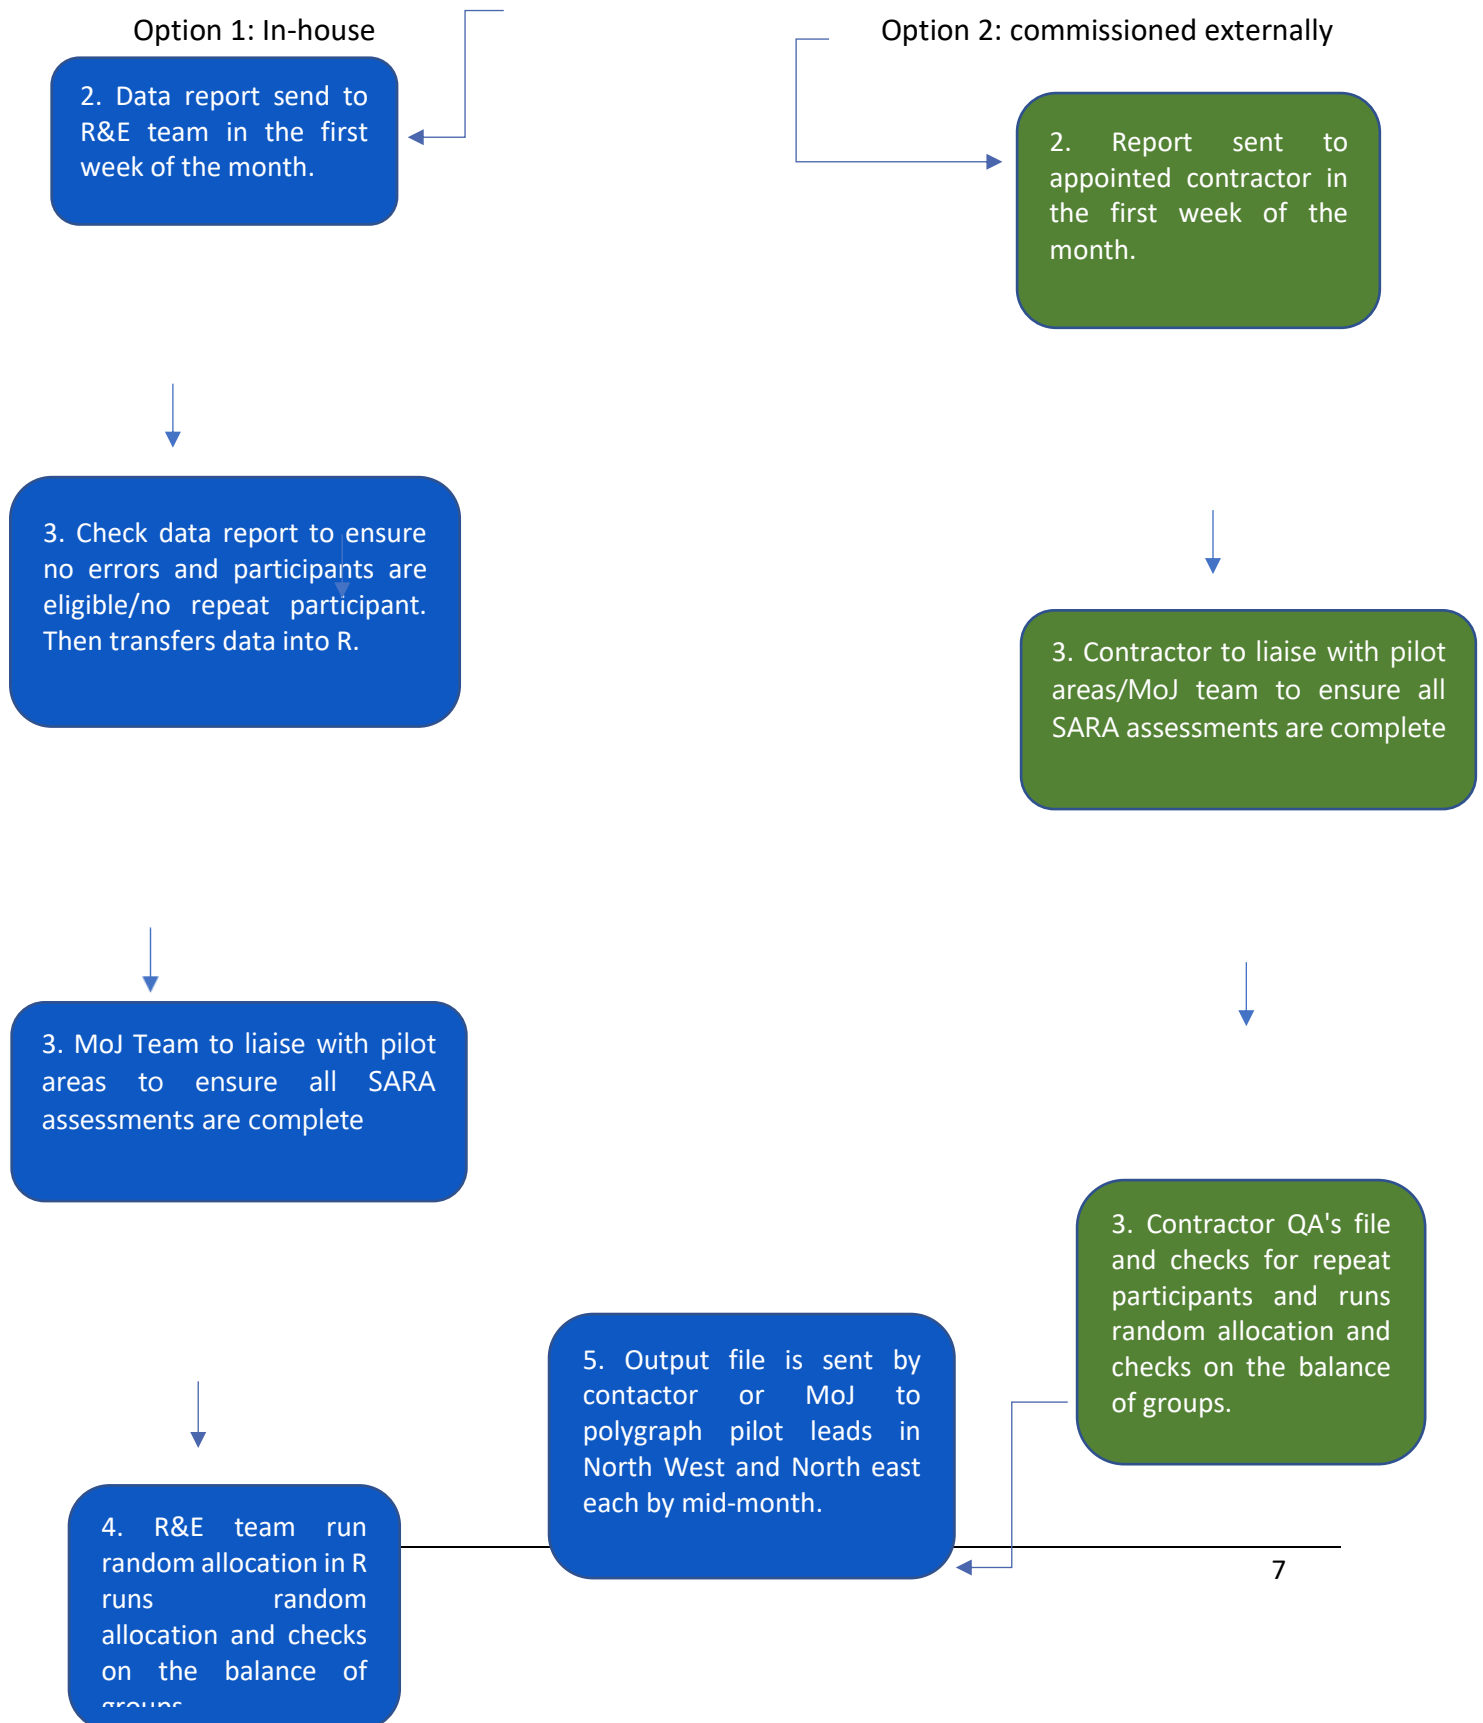 Option 1: In-house
Option 2: commissioned externally
2. Data report send to
R&E team in the first
week of the month.
2. Report sent to
appointed contractor in
the first week of the
month.
3. Check data report to ensure
no errors and participants are
eligible/no repeat participant.
Then transfers data into R.
3. Contractor to liaise with pilot
areas/MoJ team to ensure all
SARA assessments are complete
3. MoJ Team to liaise with pilot
areas to ensure all SARA
assessments are complete
3. Contractor QA's file
and checks for repeat
participants and runs
random allocation and
checks on the balance
of groups.
5. Output file is sent by
contactor or MoJ to
polygraph pilot leads in
North West and North east
each by mid-month.
4. R&E team run
random allocation in R
runs random
allocation and checks
on the balance of
groups
7